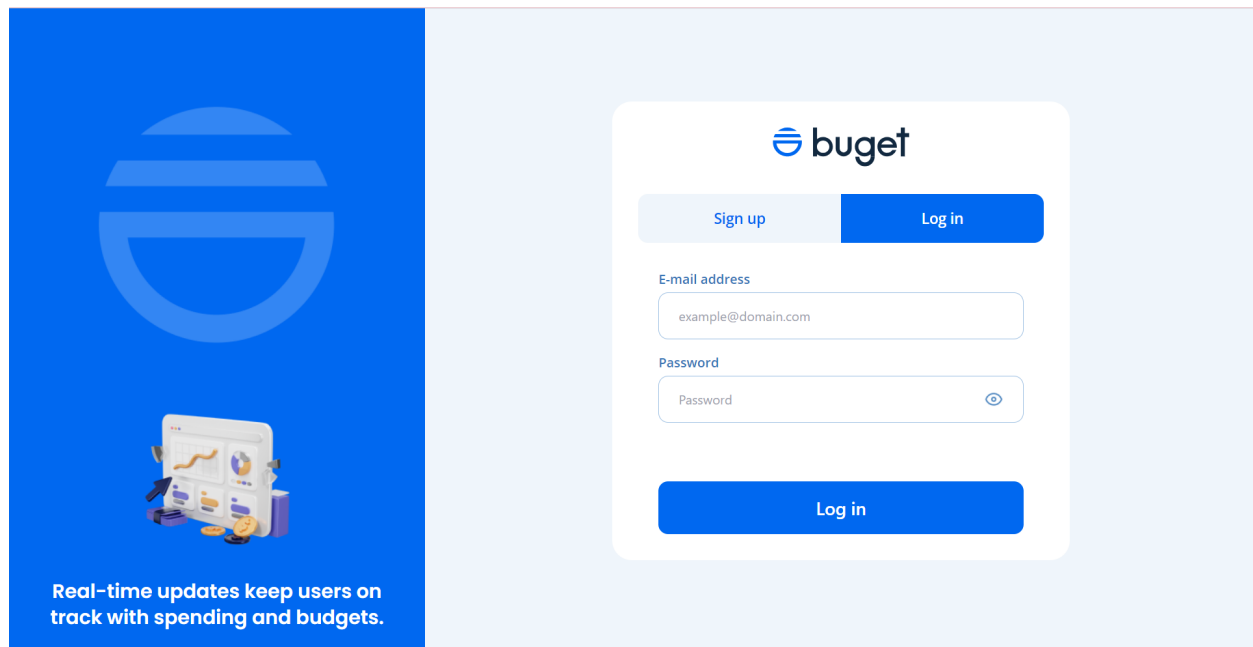 Real-time updates keep users on
track with spending and budgets.
buget
Sign up
Log in
E-mail address
example@domain.com
Password
Password
Log in